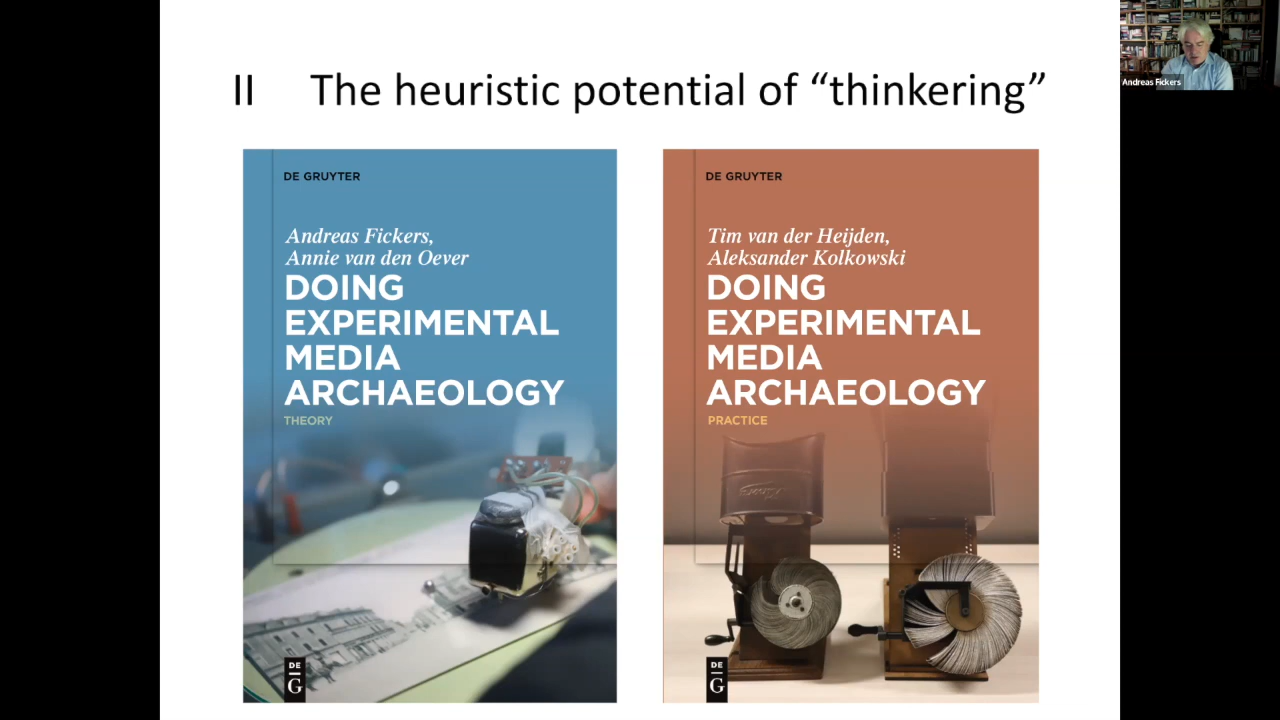 II The heuristic potential of “thinkering”
DE GRUYTER
Andreas Fickers,
Annie van den Oever
DOING
EXPERIMENTAL
MEDIA
ARCHAEOLOGY
THEORY
DE
G
DE GRUYTER
Tim van der Heijden,
Aleksander Kolkowski
DOING
EXPERIMENTAL
MEDIA
ARCHAEOLOGY
PRACTICE
DE
G
Andreas Fickers